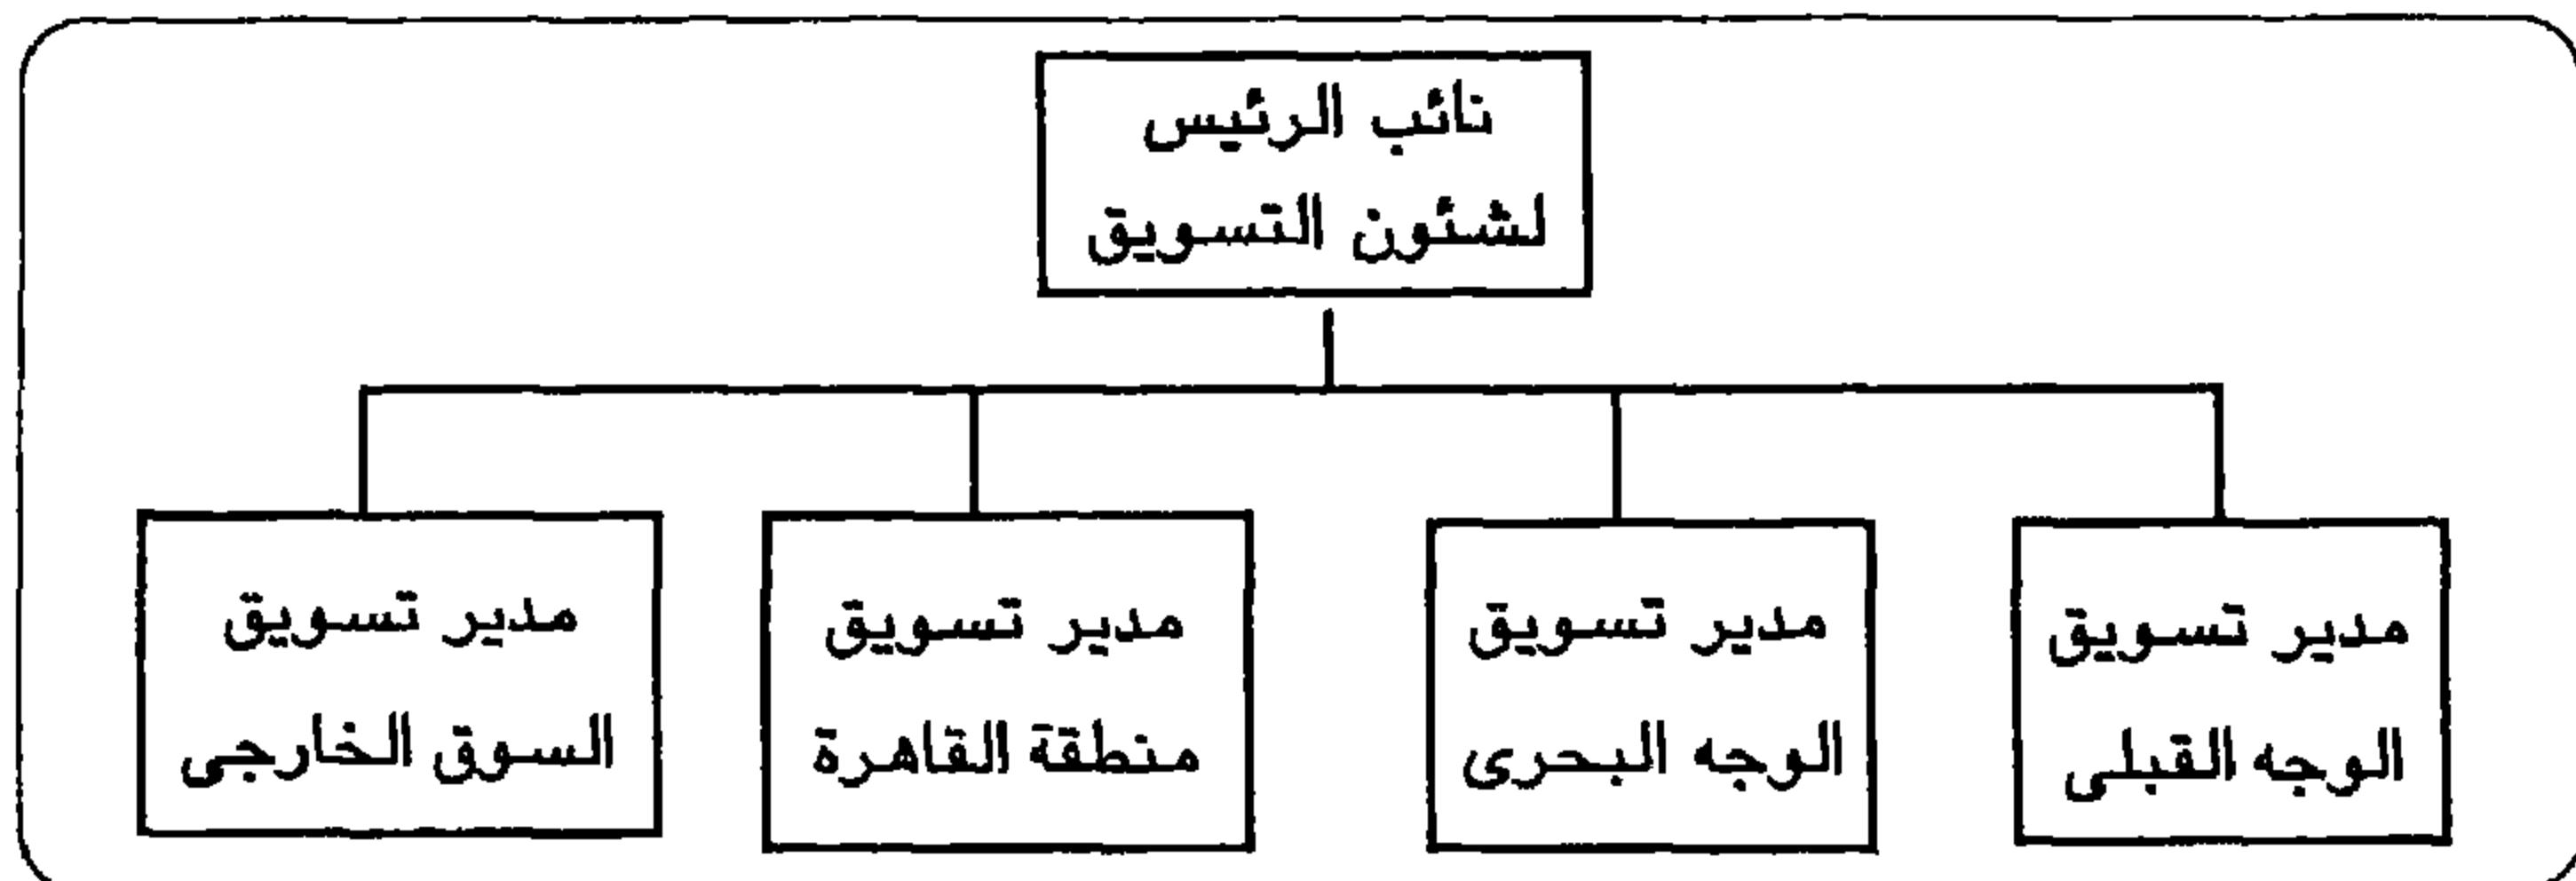 نائب الرئيس
لشئون التسويق
مدير تسويق
الوجه القبلى
مدير تسويق
الوجه البحرى
مدير تسويق
منطقة القاهرة
مدير تسويق
السوق الخارجى